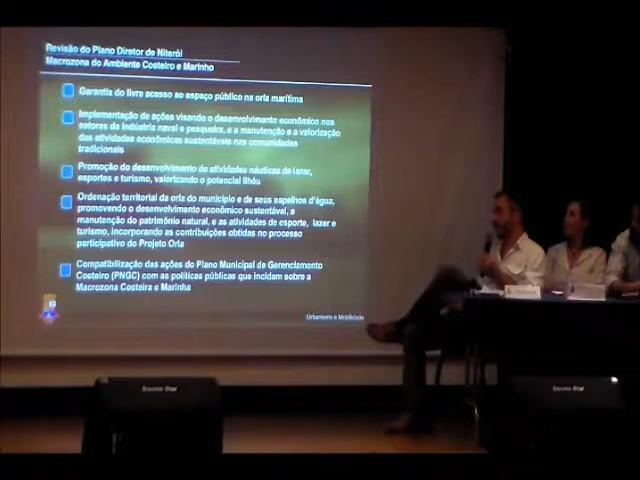 Revisão do Plano Diretor de Niterói
Macrozona do Ambiente Costeiro e Marinho
Garantia do livre acesso ao espaço público na orla marítima
Implementação de ações visando o desenvolvimento econômico nos
setores da indústria naval e pesqueira, e a manutenção e a valorização
das atividades econômicas sustentáveis nas comunidades
tradicionais
Promoção do desenvolvimento de atividades náuticas de lazer,
esportes e turismo, valorizando o potencial ilhéu
Ordenação territorial da orla do município e de seus espelhos d'água,
promovendo o desenvolvimento econômico sustentável, a
manutenção do patrimônio natural, e as atividades de esporte, lazer e
turismo, incorporando as contribuições obtidas no processo
participativo do Projeto Orla
Compatibilização das ações do Plano Municipal de Gerenciamento
Costeiro (PNGC) com as políticas públicas que incidam sobre a
Macrozona Costeira e Marinha
Urbanismo e Mobilidade